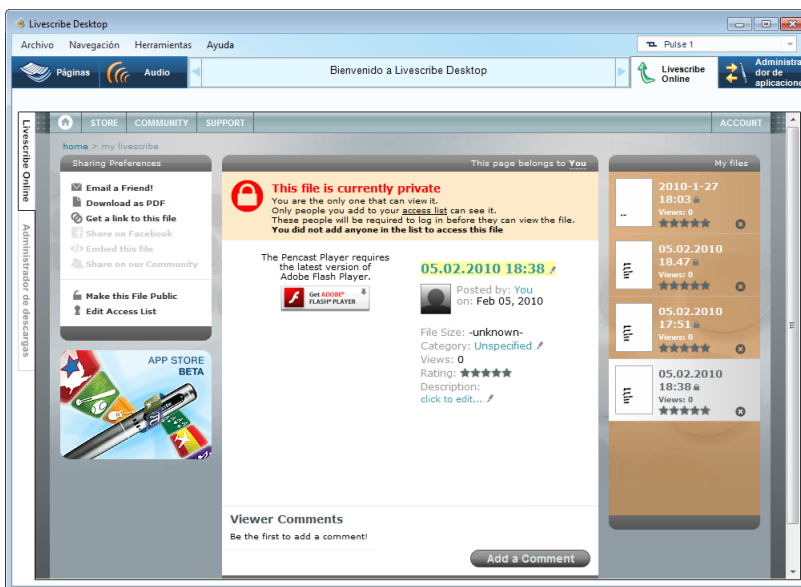 Livescribe Desktop
Archivo Navegación Herramientas Ayuda
Pulse 1
Páginas
Audio
Bienvenido a Livescribe Desktop
Livescribe
Online
Administra
dor de
aplicacione
Livescribe Online
Administrador de descargas
STORE COMMUNITY SUPPORT
ACCOUNT
home > my livescribe
Sharing Preferences
Email a Friend!
Download as PDF
Get a link to this file
Share on Facebook
</> Embed this file
Share on our Community
Make this File Public
Edit Access List
APP STORE
BETA
This page belongs to You
This file is currently private
You are the only one that can view it.
Only people you add to your access list can see it.
These people will be required to log in before they can view the file.
You did not add anyone in the list to access this file
The Pencast Player requires
the latest version of
Adobe Flash Player.
Get ADOBE®
FLASH® PLAYER
05.02.2010 18:38
Posted by: You
on: Feb 05, 2010
File Size: -unknown-
Category: Unspecified
Views: 0
Rating: ★★★★★
Description:
click to edit...
Viewer Comments
Be the first to add a comment!
Add a Comment
My files
2010-1-27
18:03
Views: 0
★★★★★
05.02.2010
18.47
Views: 0
★★★★★
05.02.2010
17:51
Views: 0
★★★★★
05.02.2010
18:38
Views: 0
★★★★★